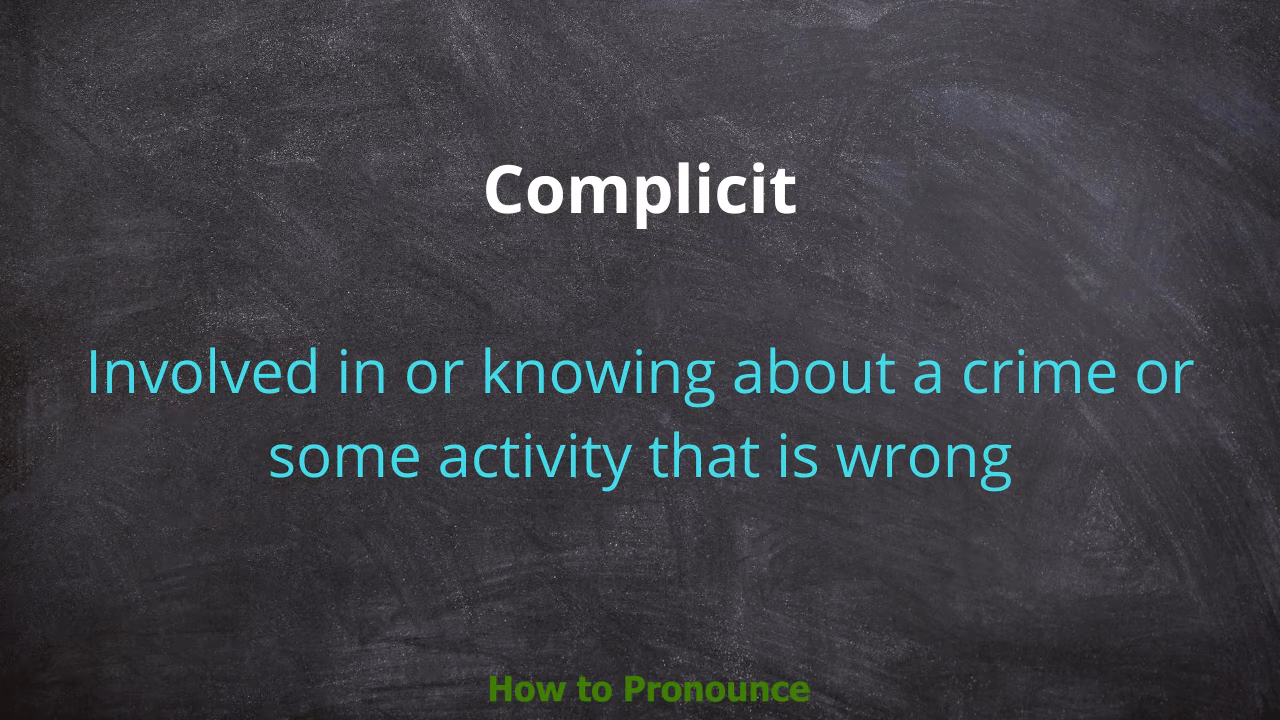 Complicit
Involved in or knowing about a crime or
some activity that is wrong
How to Pronounce